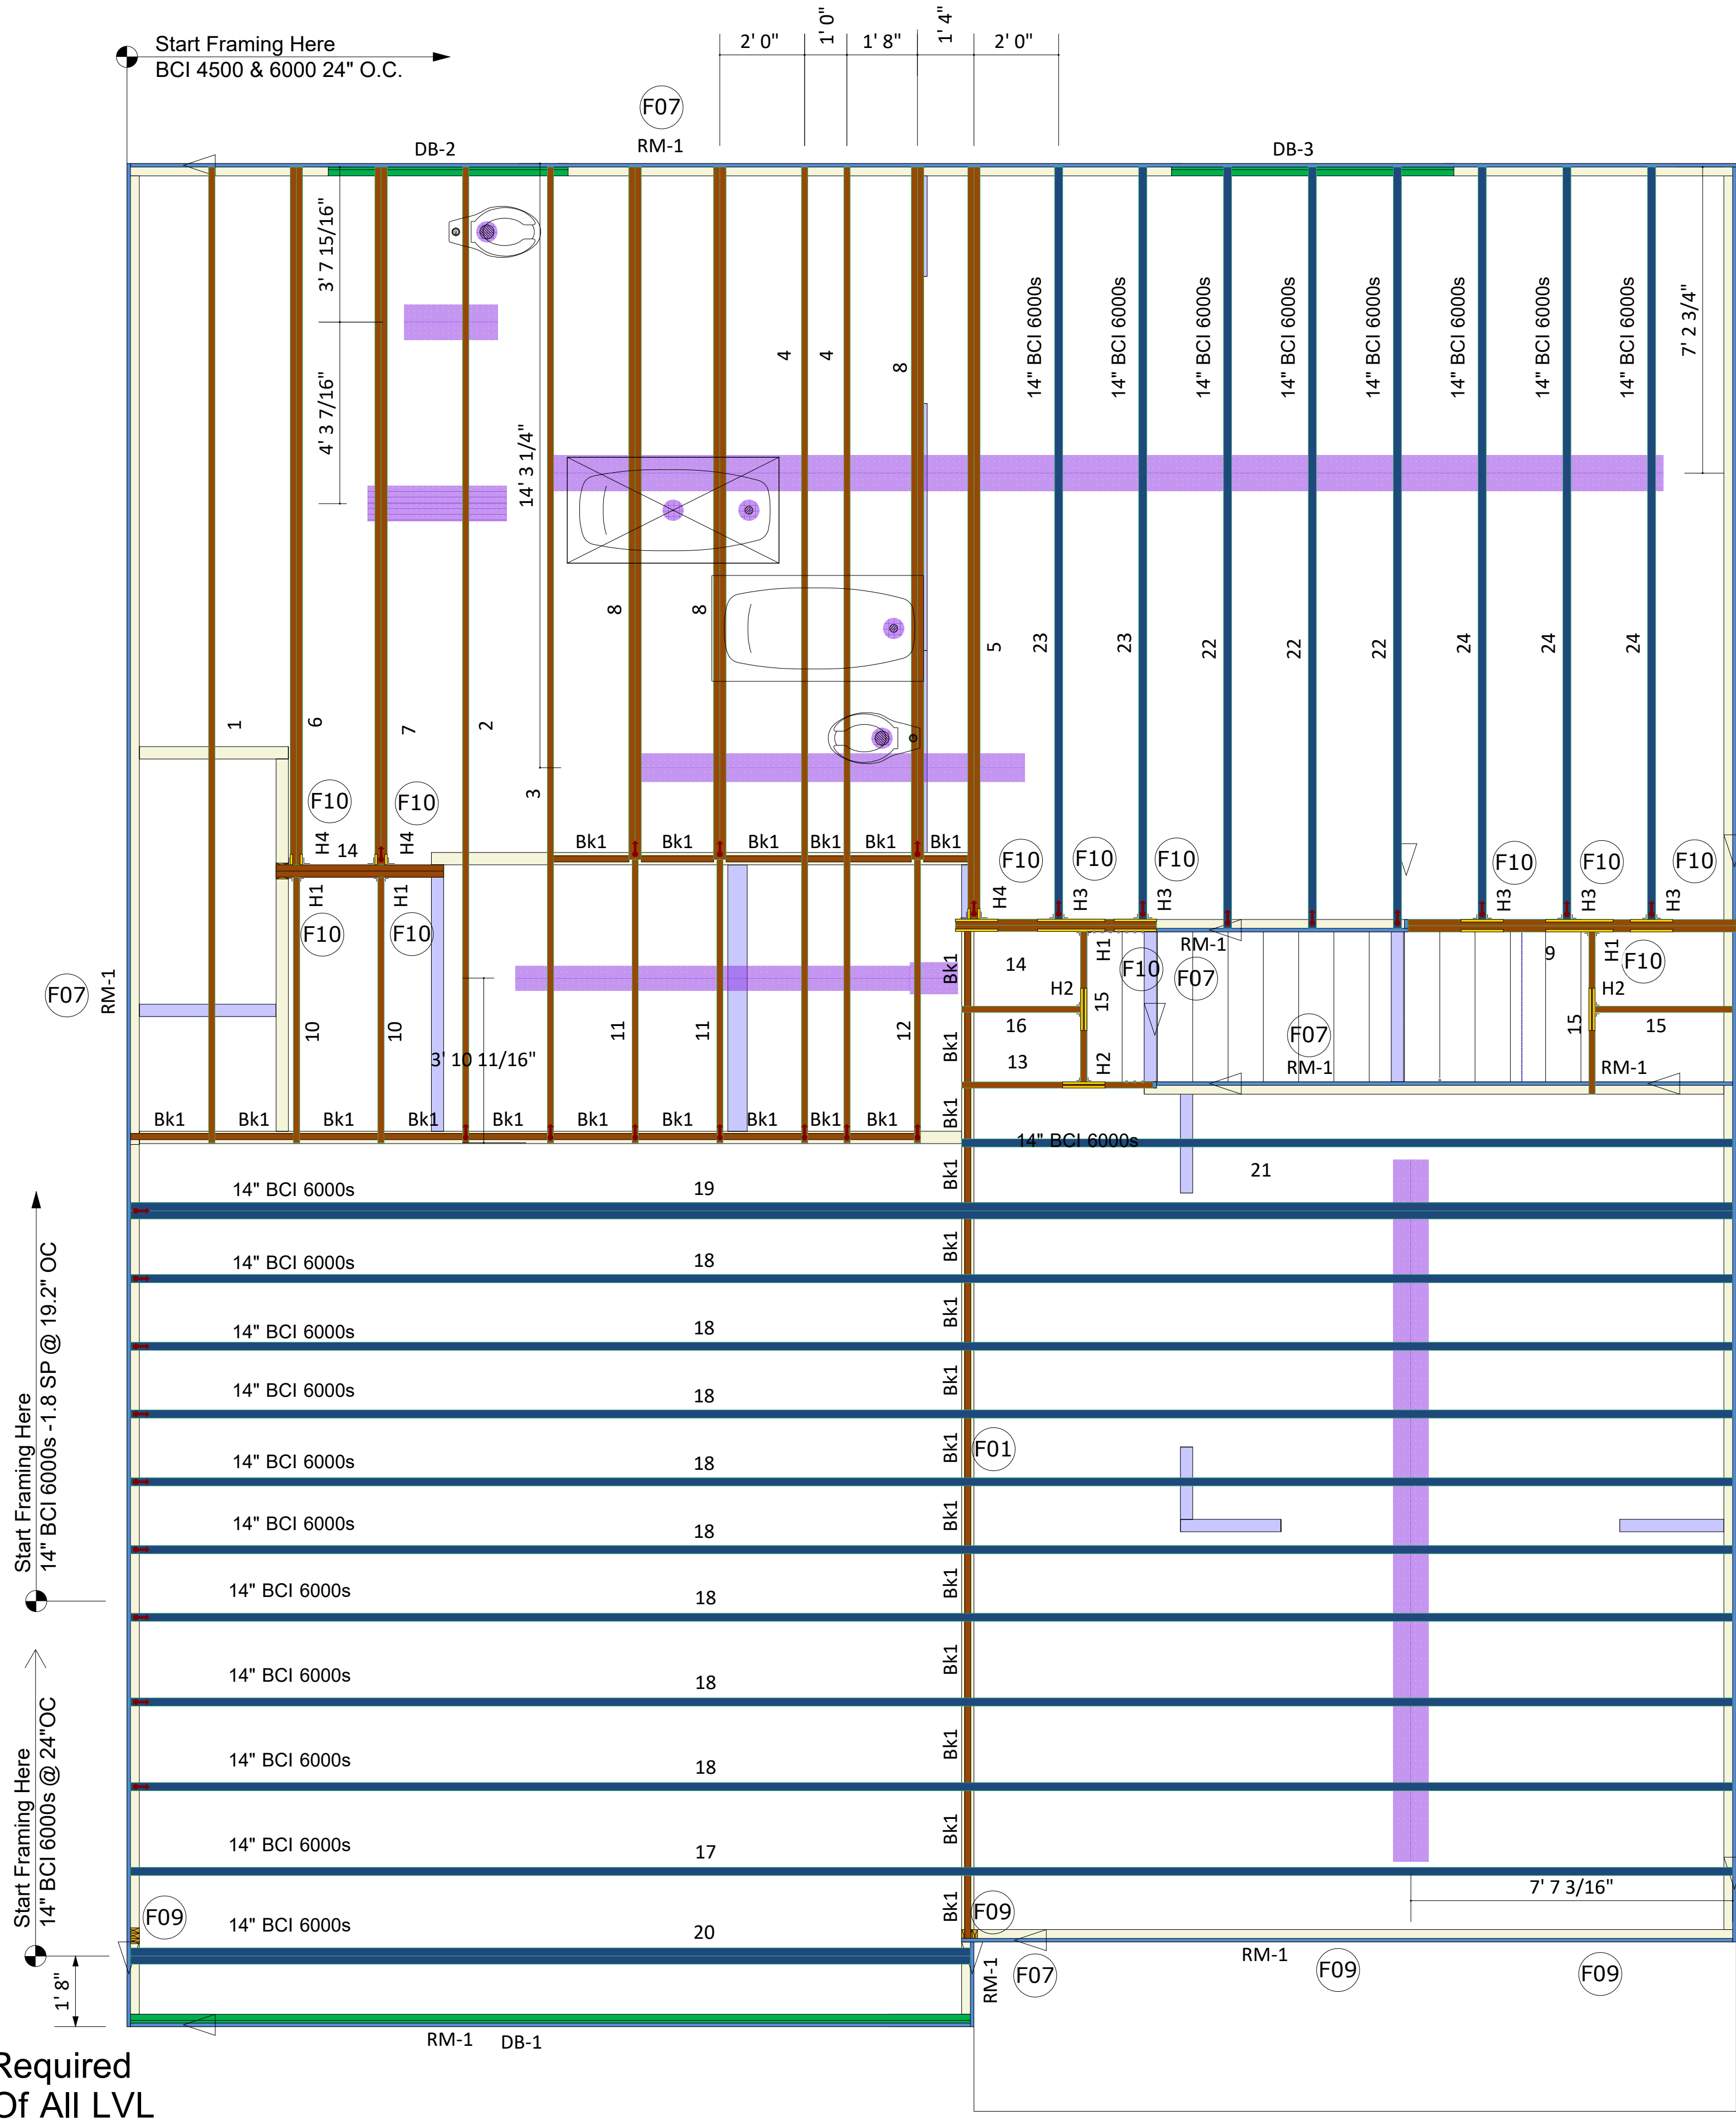 Start Framing Here
BCI 4500 & 6000 24" O.C.
2' 0"
1' 0"
1' 8"
1' 4"
2' 0"
F07
RM-1
DB-2
DB-3
3' 7 15/16"
4' 3 7/16"
14' 3 1/4"
7' 2 3/4"
4
4
8
14" BCI 6000s
14" BCI 6000s
14" BCI 6000s
14" BCI 6000s
14" BCI 6000s
14" BCI 6000s
14" BCI 6000s
14" BCI 6000s
1
6
7
2
3
8
8
5
23
23
22
22
22
24
24
24
F10
F10
H4
14
H4
Bk1
Bk1
Bk1
Bk1
Bk1
Bk1
F10
F10
F10
F10
F10
F10
H4
H3
H3
H3
H3
H3
H1
H1
F10
F10
F07
RM-1
10
10
11
11
12
3' 10 11/16"
Bk1
14
H1
F10
RM-1
F07
9
H1
F10
H2
15
H2
16
15
15
Bk1
13
H2
F07
RM-1
RM-1
Bk1
Bk1
Bk1
Bk1
Bk1
Bk1
Bk1
Bk1
Bk1
Bk1
Bk1
14" BCI 6000s
21
14" BCI 6000s
19
Bk1
14" BCI 6000s
18
Bk1
14" BCI 6000s
18
Bk1
14" BCI 6000s
18
Bk1
14" BCI 6000s
18
Bk1
F01
14" BCI 6000s
18
Bk1
14" BCI 6000s
18
Bk1
14" BCI 6000s
18
Bk1
14" BCI 6000s
18
Bk1
14" BCI 6000s
17
Bk1
14" BCI 6000s
20
Bk1
Start Framing Here
14" BCI 6000s -1.8 SP @ 19.2" OC
Start Framing Here
14" BCI 6000s @ 24"OC
1' 8"
F09
F09
7' 7 3/16"
RM-1
F07
RM-1
F09
F09
RM-1
DB-1
Required
Of All LVL